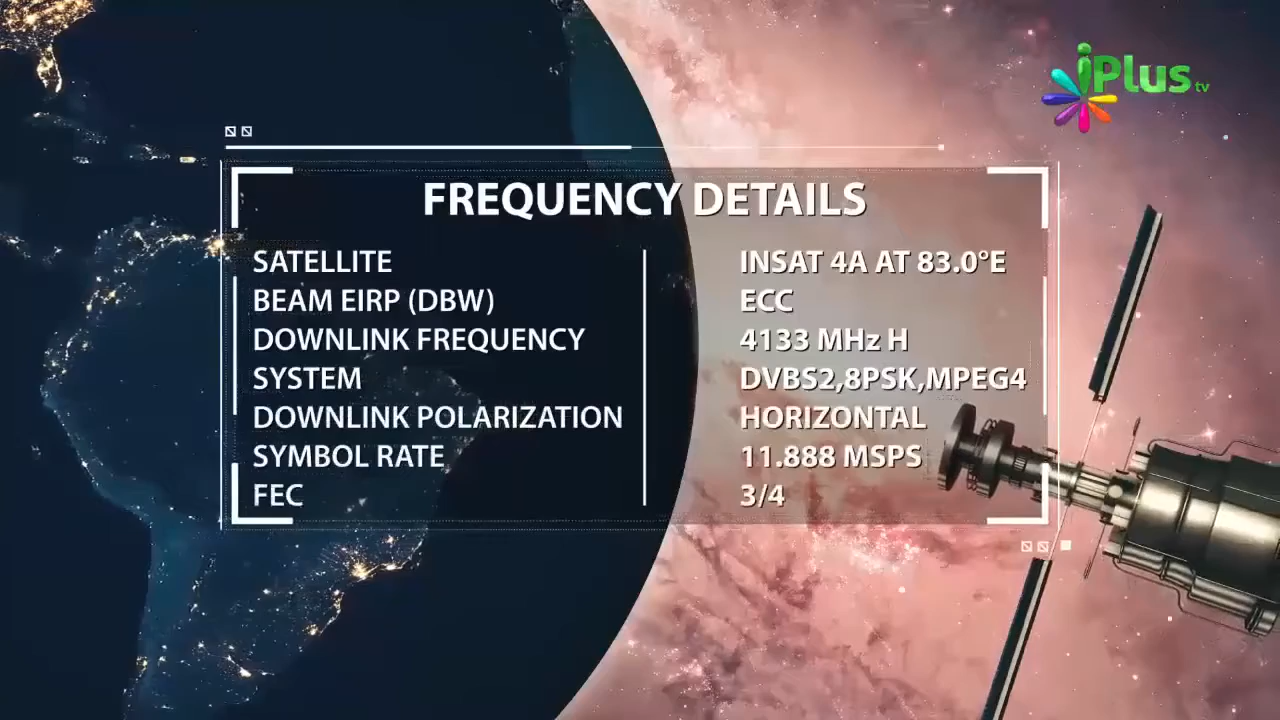 iPlus tv
FREQUENCY DETAILS
SATELLITE INSAT 4A AT 83.0°E
BEAM EIRP (DBW) ECC
DOWNLINK FREQUENCY 4133 MHz H
SYSTEM DVBS2,8PSK,MPEG4
DOWNLINK POLARIZATION HORIZONTAL
SYMBOL RATE 11.888 MSPS
FEC 3/4